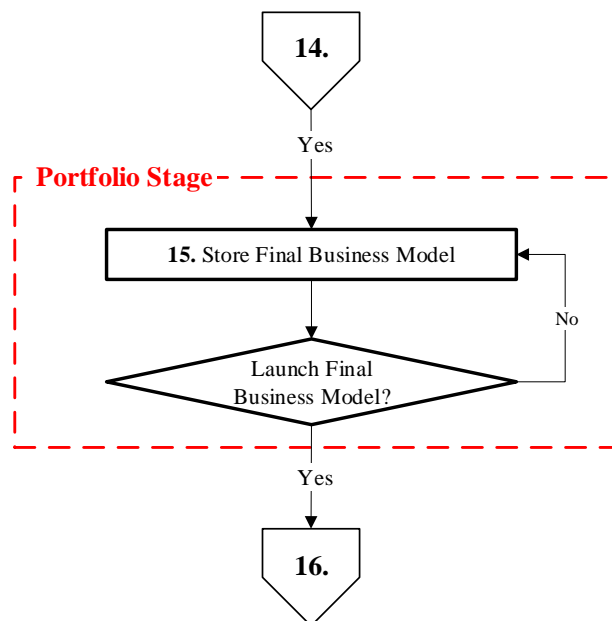 14.
Yes
Portfolio Stage
15. Store Final Business Model
No
Launch Final
Business Model?
Yes
16.